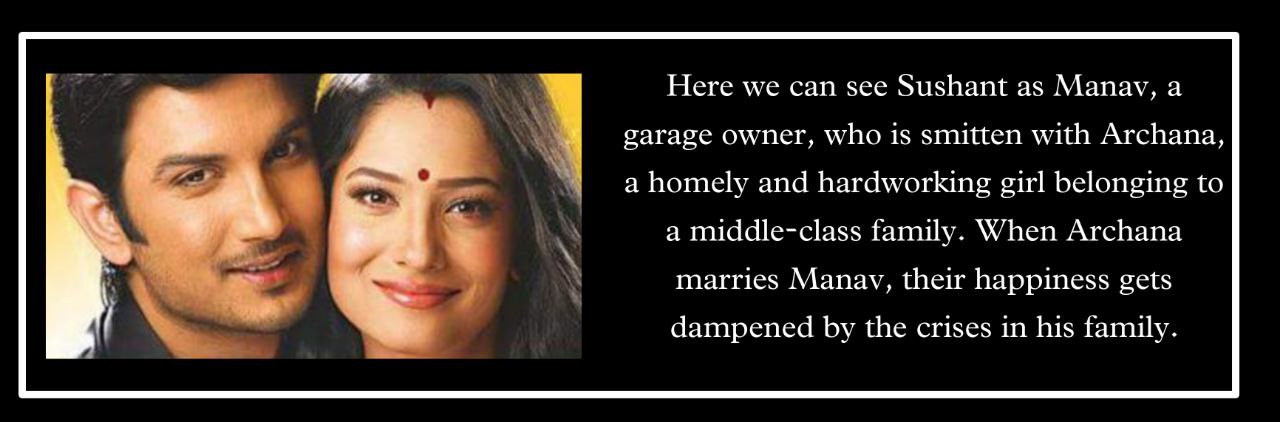 Here we can see Sushant as Manav, a
garage owner, who is smitten with Archana,
a homely and hardworking girl belonging to
a middle-class family. When Archana
marries Manav, their happiness gets
dampened by the crises in his family.